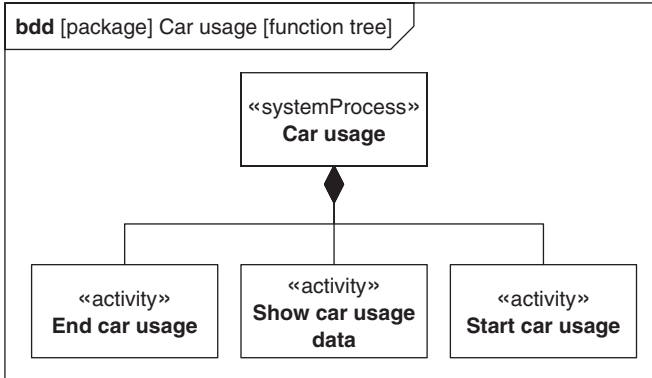 bdd [package] Car usage [function tree]
«systemProcess»
Car usage
«activity»
End car usage
«activity»
Show car usage
data
«activity»
Start car usage